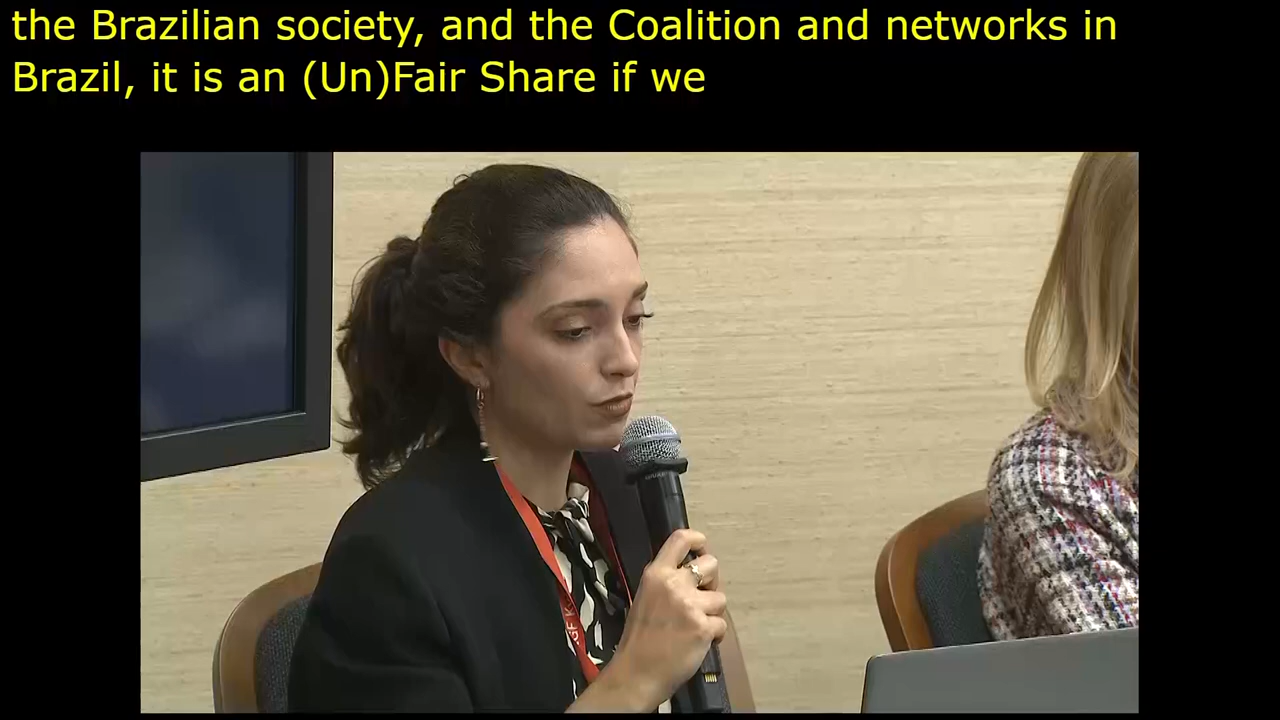 the Brazilian society, and the Coalition and networks in
Brazil, it is an (Un)Fair Share if we